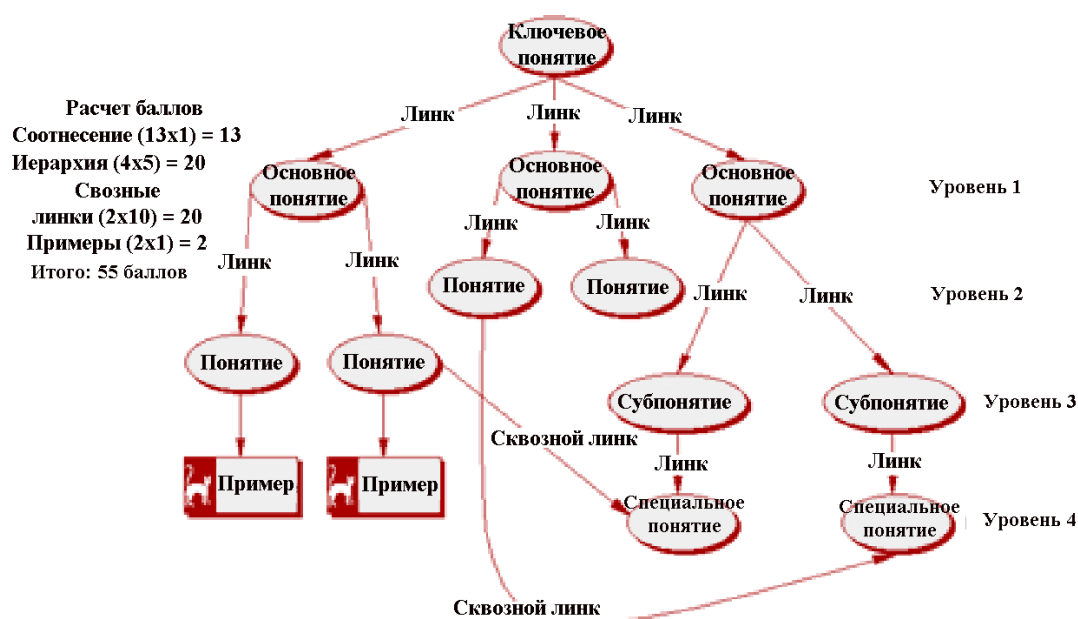 Ключевое
понятие
Расчет баллов
Соотнесение (13x1) = 13
Иерархия (4x5) = 20
Свозные
линки (2x10) = 20
Примеры (2x1) = 2
Итого: 55 баллов
Линк
Линк
Линк
Основное
понятие
Основное
понятие
Основное
понятие
Уровень 1
Линк
Линк
Линк
Линк
Понятие
Понятие
Линк
Линк
Уровень 2
Понятие
Понятие
Субпонятие
Субпонятие
Уровень 3
Сквозной линк
Линк
Линк
Пример
Пример
Специальное
понятие
Специальное
понятие
Уровень 4
Сквозной линк